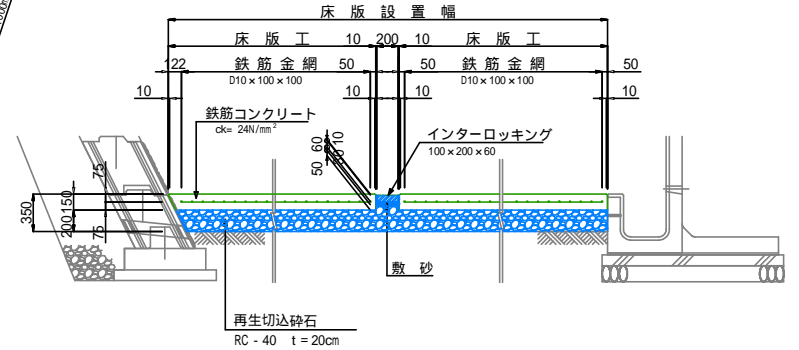 床版設置幅
床版工 10 200 10 床版工
122 鉄筋金網 50 50 鉄筋金網 50
D10×100×100 D10×100×100
10 10 10 10
鉄筋コンクリート
ck= 24N/mm²
インターロッキング
100×200×60
50 60 10
75
350 200 150
75
敷砂
再生切込砕石
RC-40 t=20cm